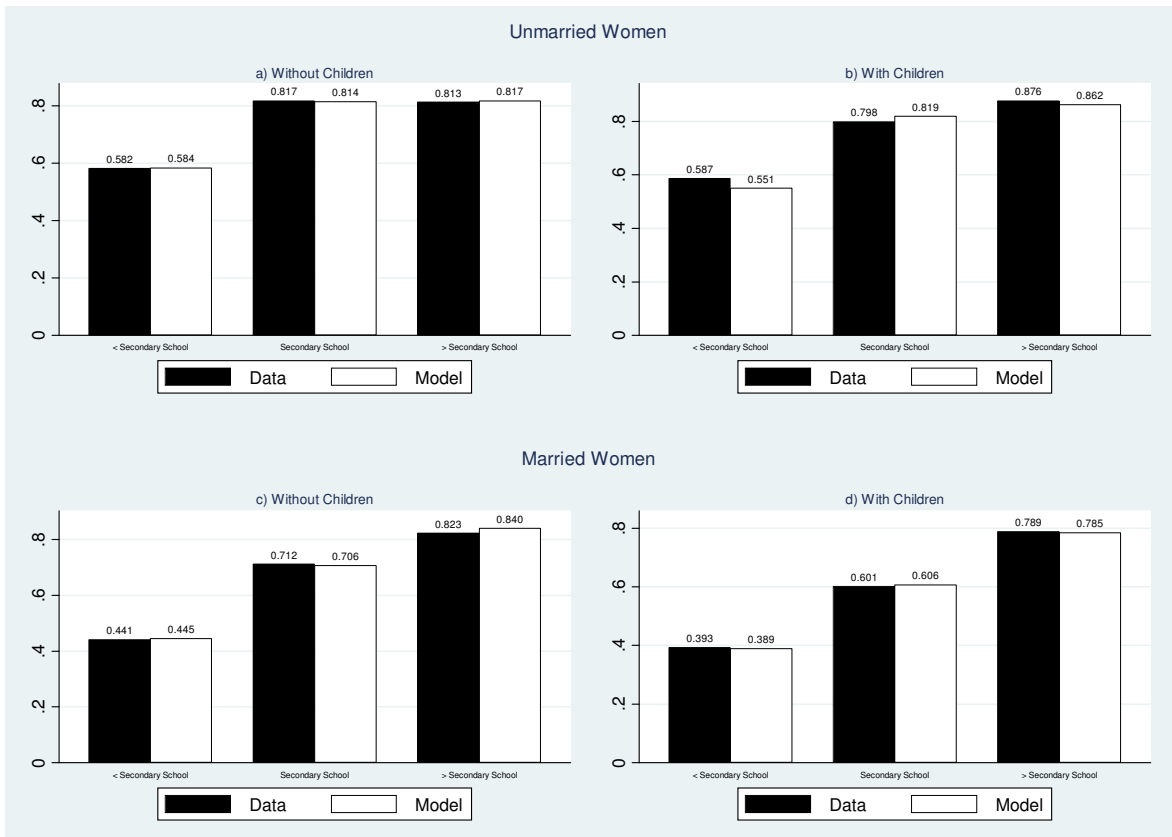 Unmarried Women
a) Without Children
0.817 0.814 0.813 0.817
0.582 0.584
.8
.6
.4
.2
0
< Secondary School Secondary School > Secondary School
Data Model
b) With Children
0.876 0.862
0.798 0.819
0.587 0.551
.8
.6
.4
.2
0
< Secondary School Secondary School > Secondary School
Data Model
Married Women
c) Without Children
0.823 0.840
0.712 0.706
0.441 0.445
.8
.6
.4
.2
0
< Secondary School Secondary School > Secondary School
Data Model
d) With Children
0.789 0.785
0.601 0.606
0.393 0.389
.8
.6
.4
.2
0
< Secondary School Secondary School > Secondary School
Data Model